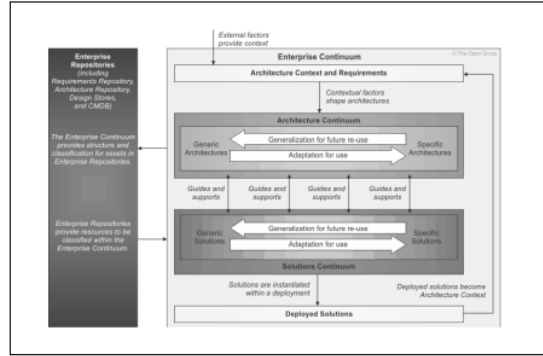 External factors
provide context
© The Open Group
Enterprise
Repositories
(including
Requirements Repository,
Architecture Repository,
Design Stores,
and CMDB)
The Enterprise Continuum
provides structure and
classification for assets in
Enterprise Repositories.
Enterprise Repositories
provide resources to be
classified within the
Enterprise Continuum.
Enterprise Continuum
Architecture Context and Requirements
Contextual factors
shape architectures
Architecture Continuum
Generic
Architectures
Generalization for future re-use
Adaptation for use
Specific
Architectures
Guides and
supports
Guides and
supports
Guides and
supports
Guides and
supports
Generic
Solutions
Generalization for future re-use
Adaptation for use
Specific
Solutions
Solutions Continuum
Solutions are instantiated
within a deployment
Deployed solutions become
Architecture Context
Deployed Solutions